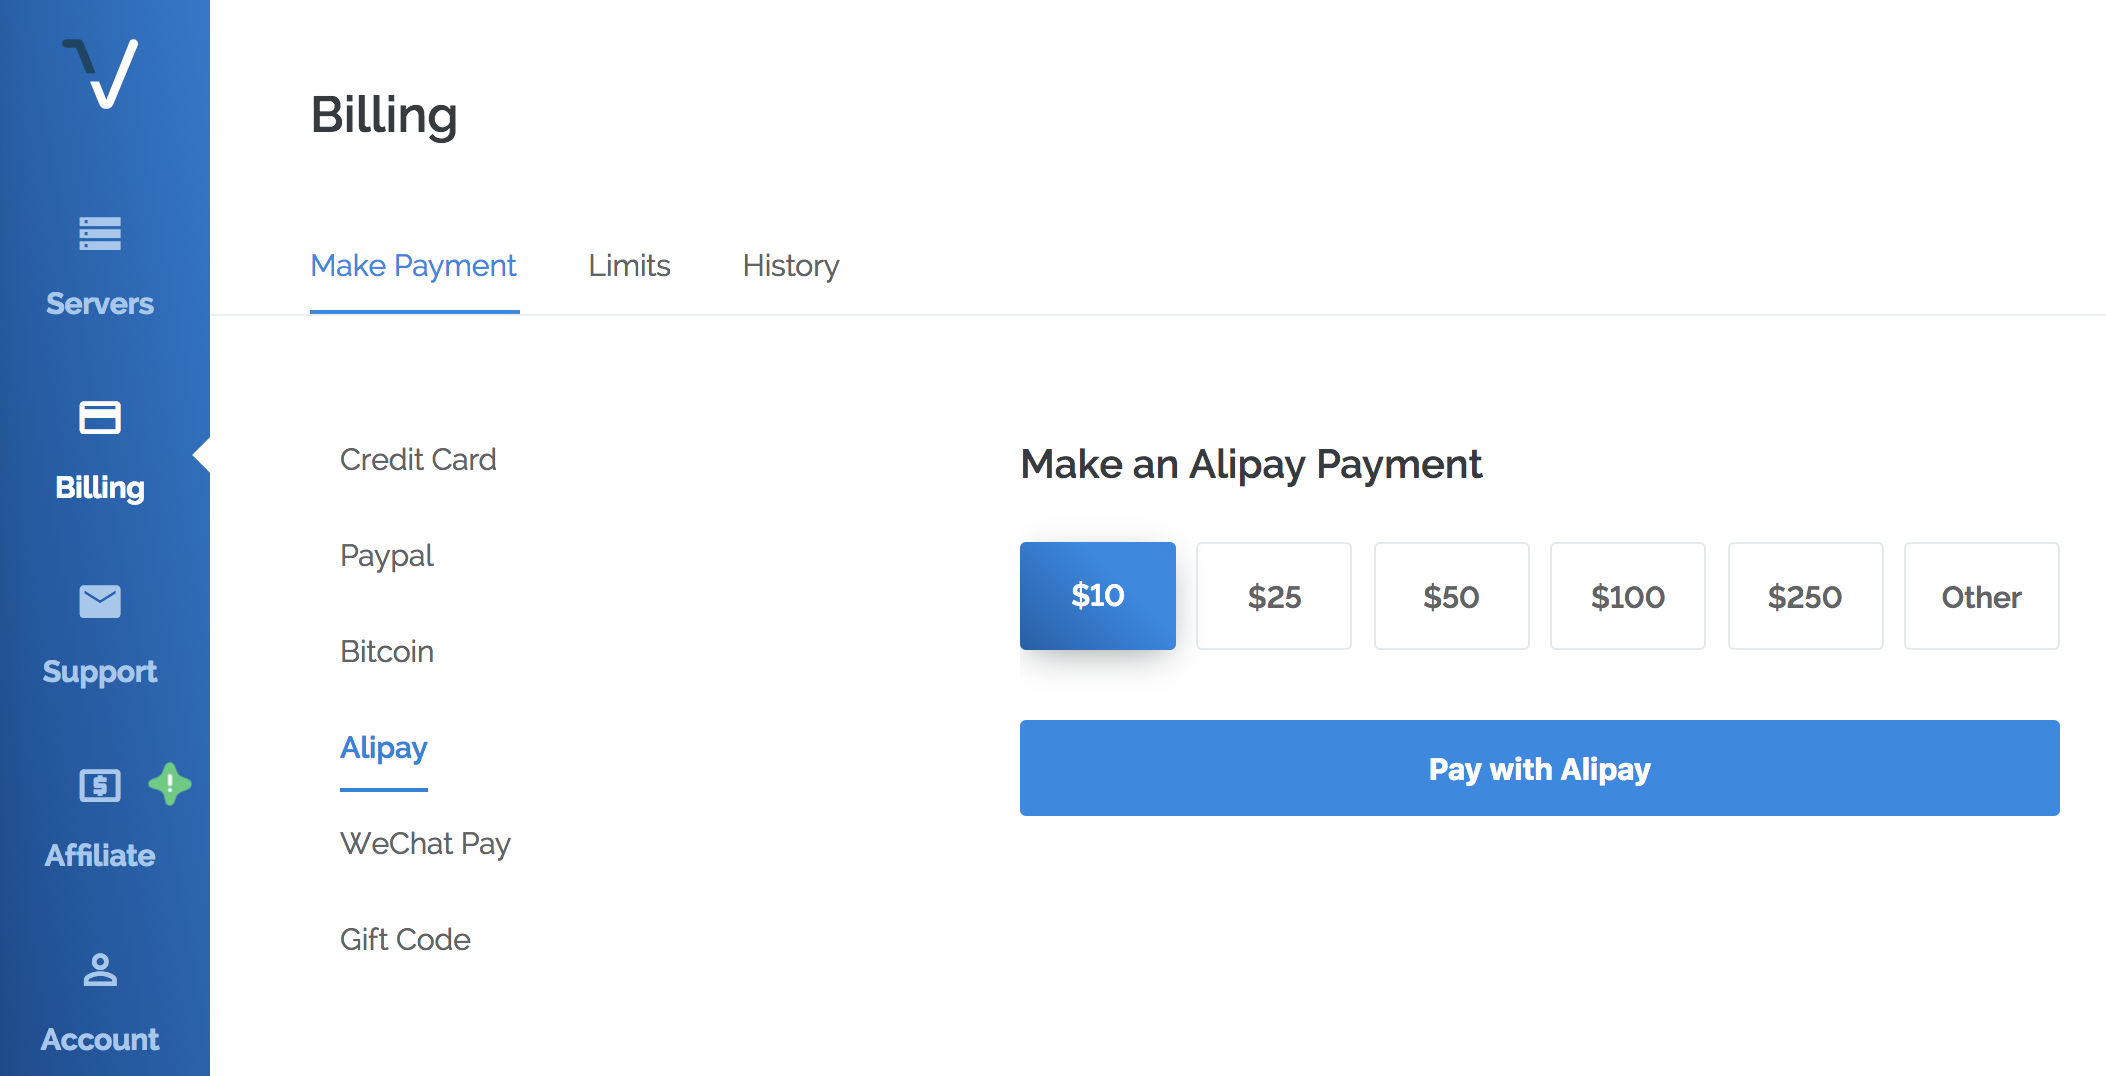 Servers
Billing
Support
Affiliate
Account
Billing
Make Payment Limits History
Credit Card
Paypal
Bitcoin
Alipay
WeChat Pay
Gift Code
Make an Alipay Payment
$10 $25 $50 $100 $250 Other
Pay with Alipay